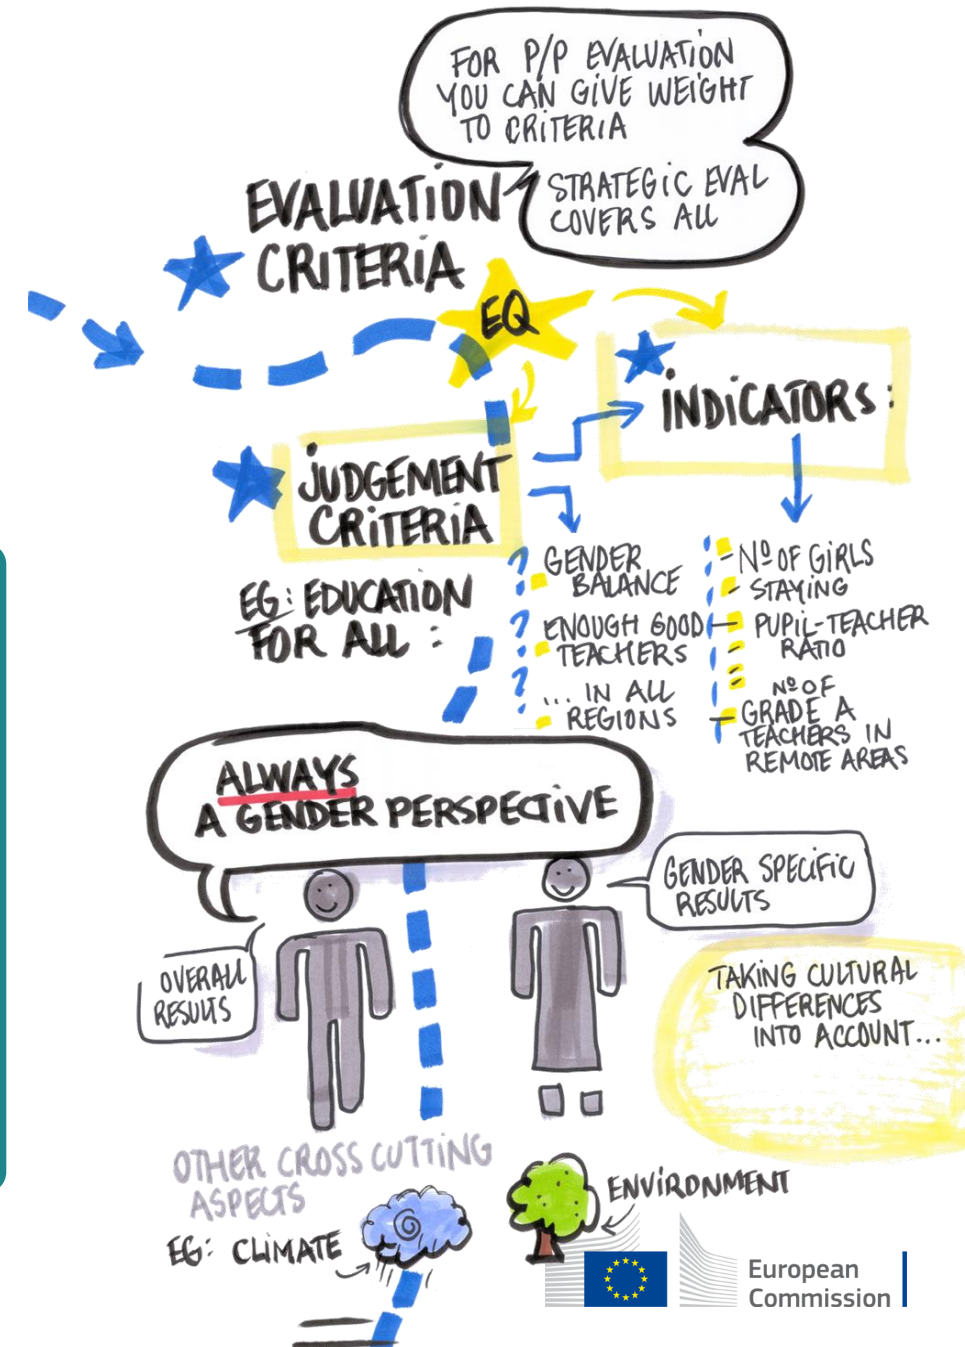 FOR P/P EVALUATION
YOU CAN GIVE WEIGHT
TO CRITERIA
STRATEGIC EVAL
COVERS ALL
EVALUATION
CRITERIA
EQ
INDICATORS:
JUDGEMENT
CRITERIA
EG: EDUCATION
FOR ALL :
? GENDER
BALANCE
? ENOUGH GOOD
TEACHERS
? ... IN ALL
REGIONS
- Nº OF GIRLS
- STAYING
- PUPIL-TEACHER
RATIO
Nº OF
GRADE A
TEACHERS IN
REMOTE AREAS
ALWAYS
A GENDER PERSPECTIVE
GENDER SPECIFIC
RESULTS
OVERALL
RESULTS
TAKING CULTURAL
DIFFERENCES
INTO ACCOUNT...
OTHER CROSS CUTTING
ASPECTS
EG: CLIMATE
ENVIRONMENT
European
Commission